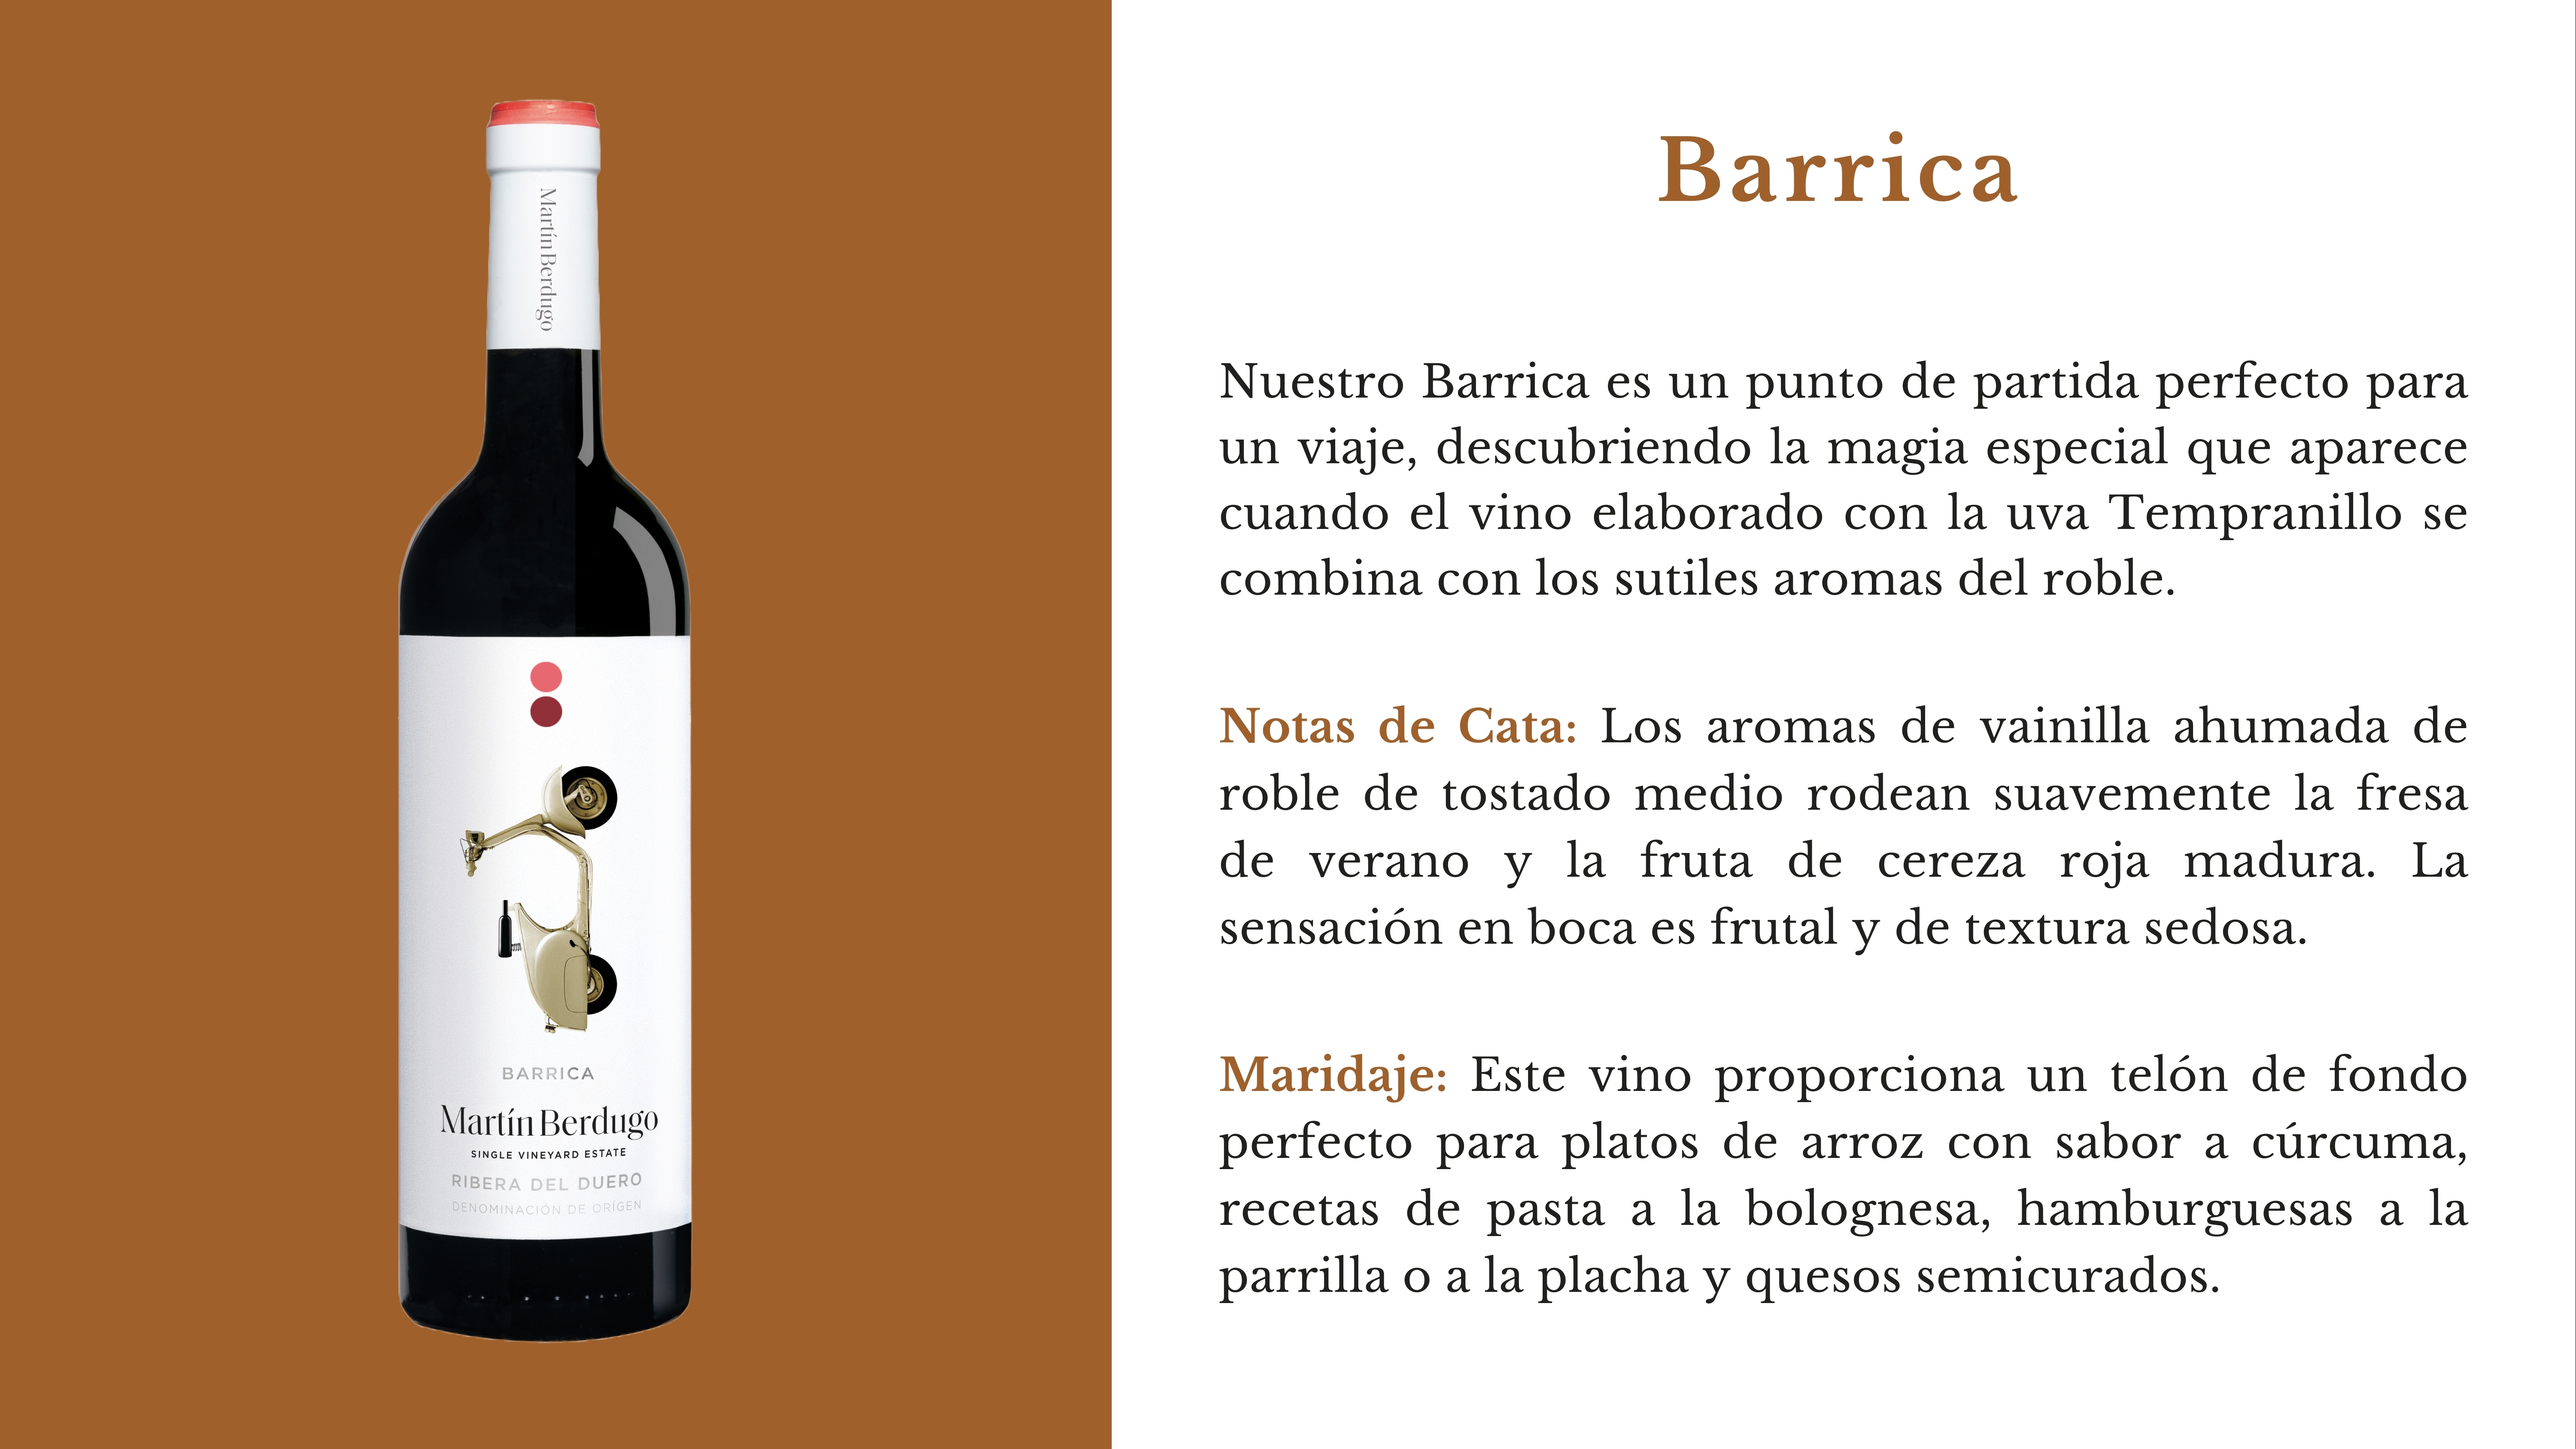 Martín Berdugo
BARRICA
Martín Berdugo
SINGLE VINEYARD ESTATE
RIBERA DEL DUERO
DENOMINACIÓN DE ORÍGEN
Barrica
Nuestro Barrica es un punto de partida perfecto para
un viaje, descubriendo la magia especial que aparece
cuando el vino elaborado con la uva Tempranillo se
combina con los sutiles aromas del roble.
Notas de Cata: Los aromas de vainilla ahumada de
roble de tostado medio rodean suavemente la fresa
de verano y la fruta de cereza roja madura. La
sensación en boca es frutal y de textura sedosa.
Maridaje: Este vino proporciona un telón de fondo
perfecto para platos de arroz con sabor a cúrcuma,
recetas de pasta a la bolognesa, hamburguesas a la
parrilla o a la placha y quesos semicurados.